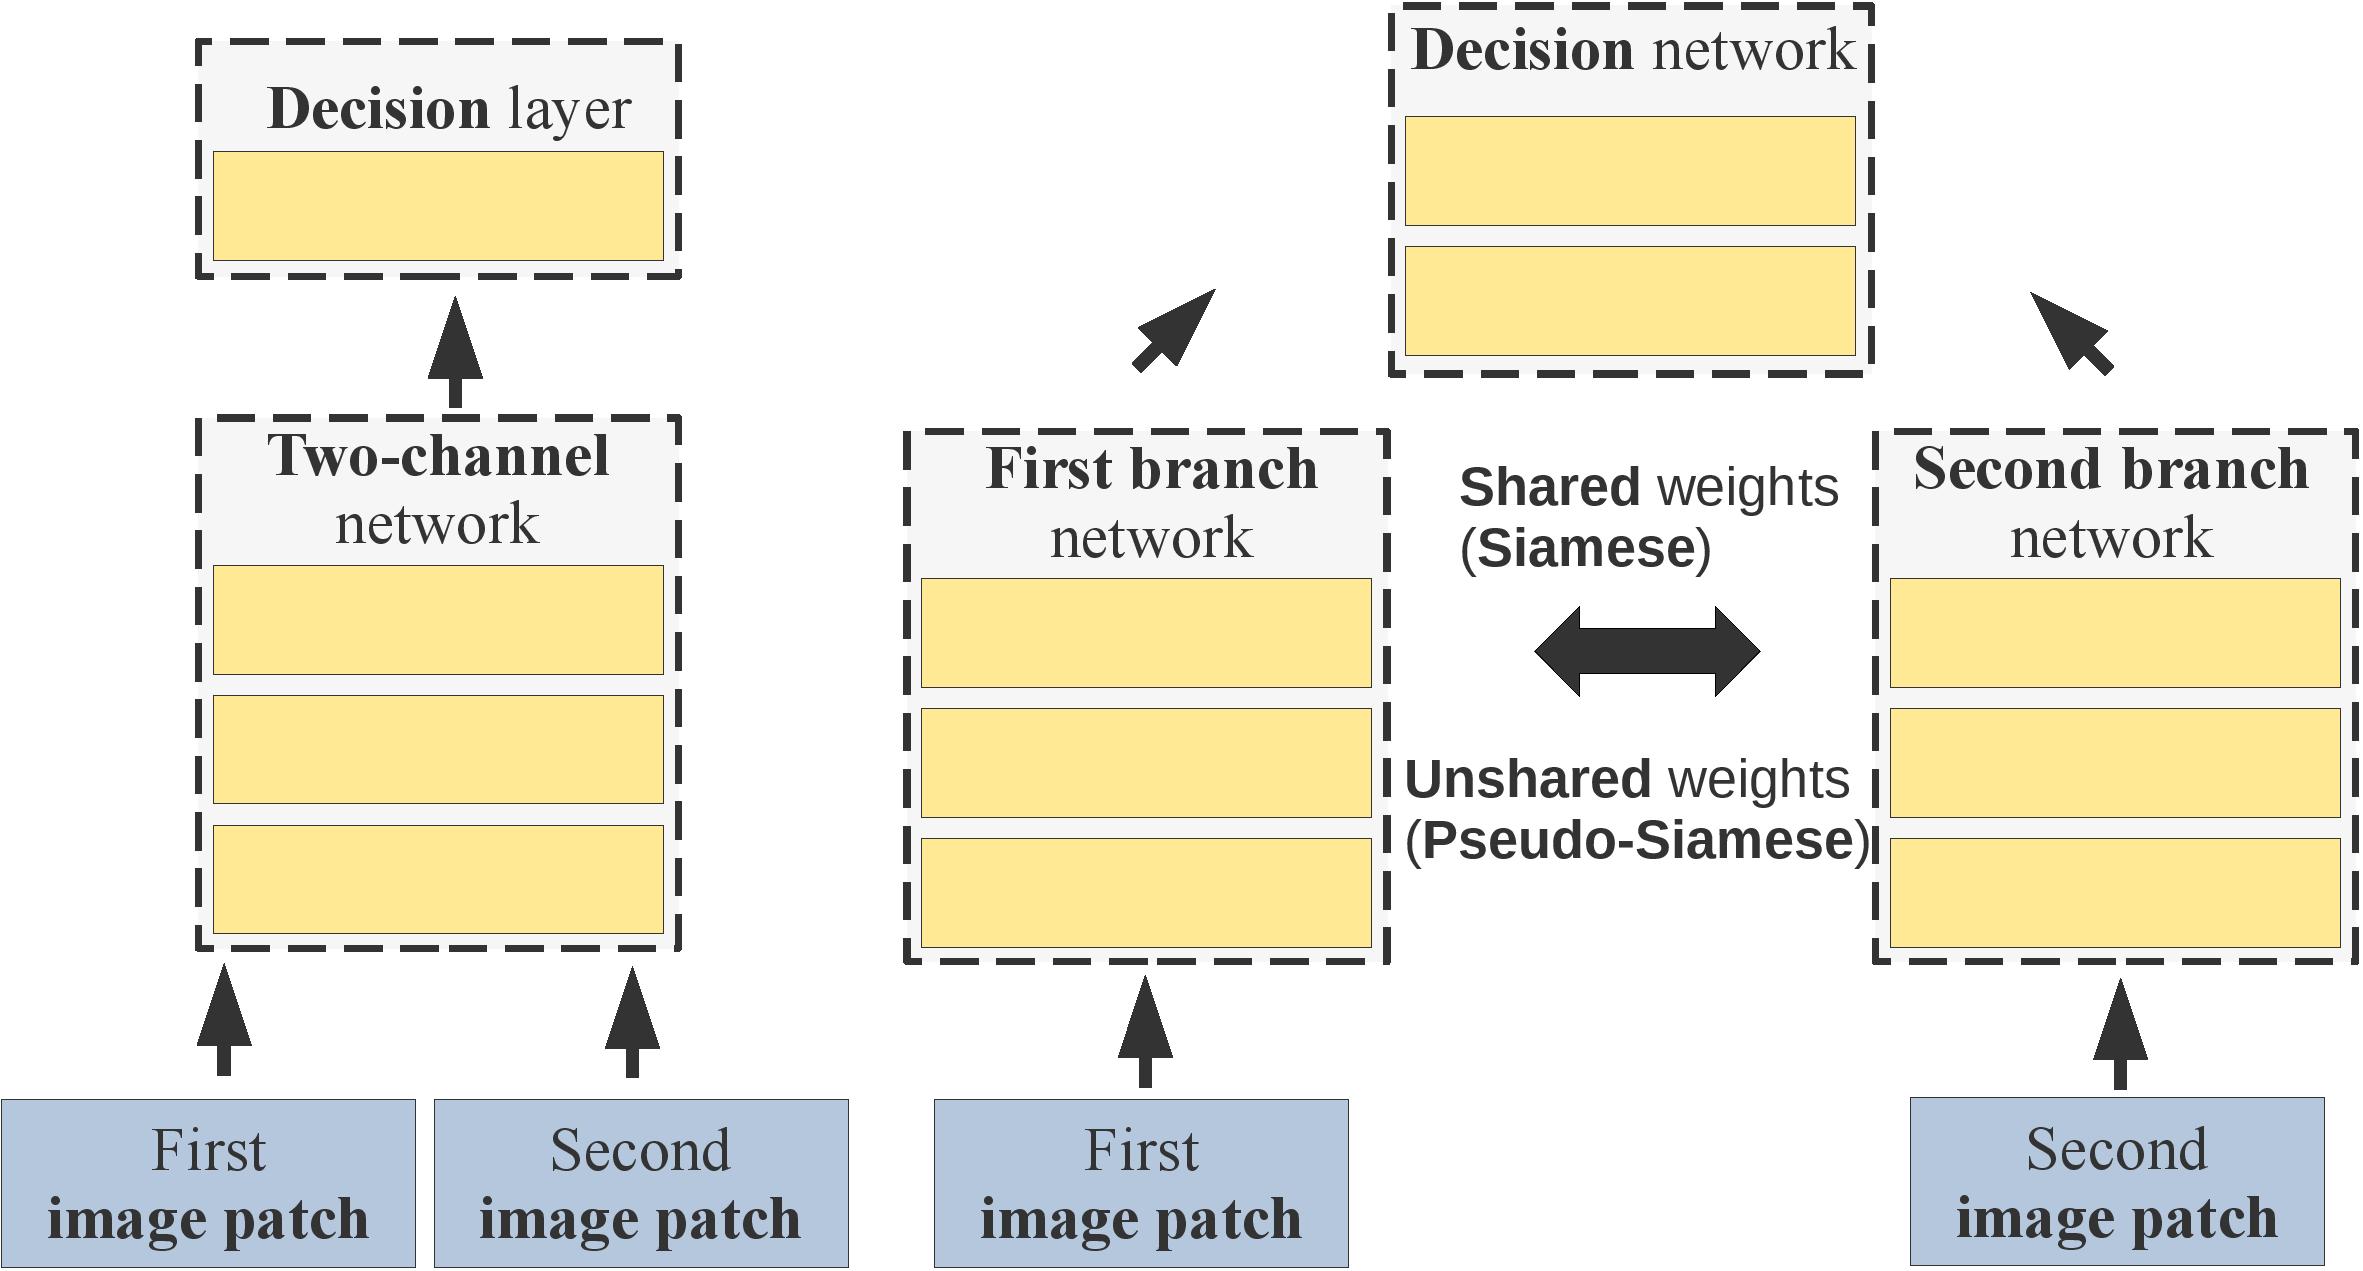 Decision layer
Two-channel
network
First
image patch
Second
image patch
Decision network
First branch
network
Shared weights
(Siamese)
Unshared weights
(Pseudo-Siamese)
Second branch
network
First
image patch
Second
image patch